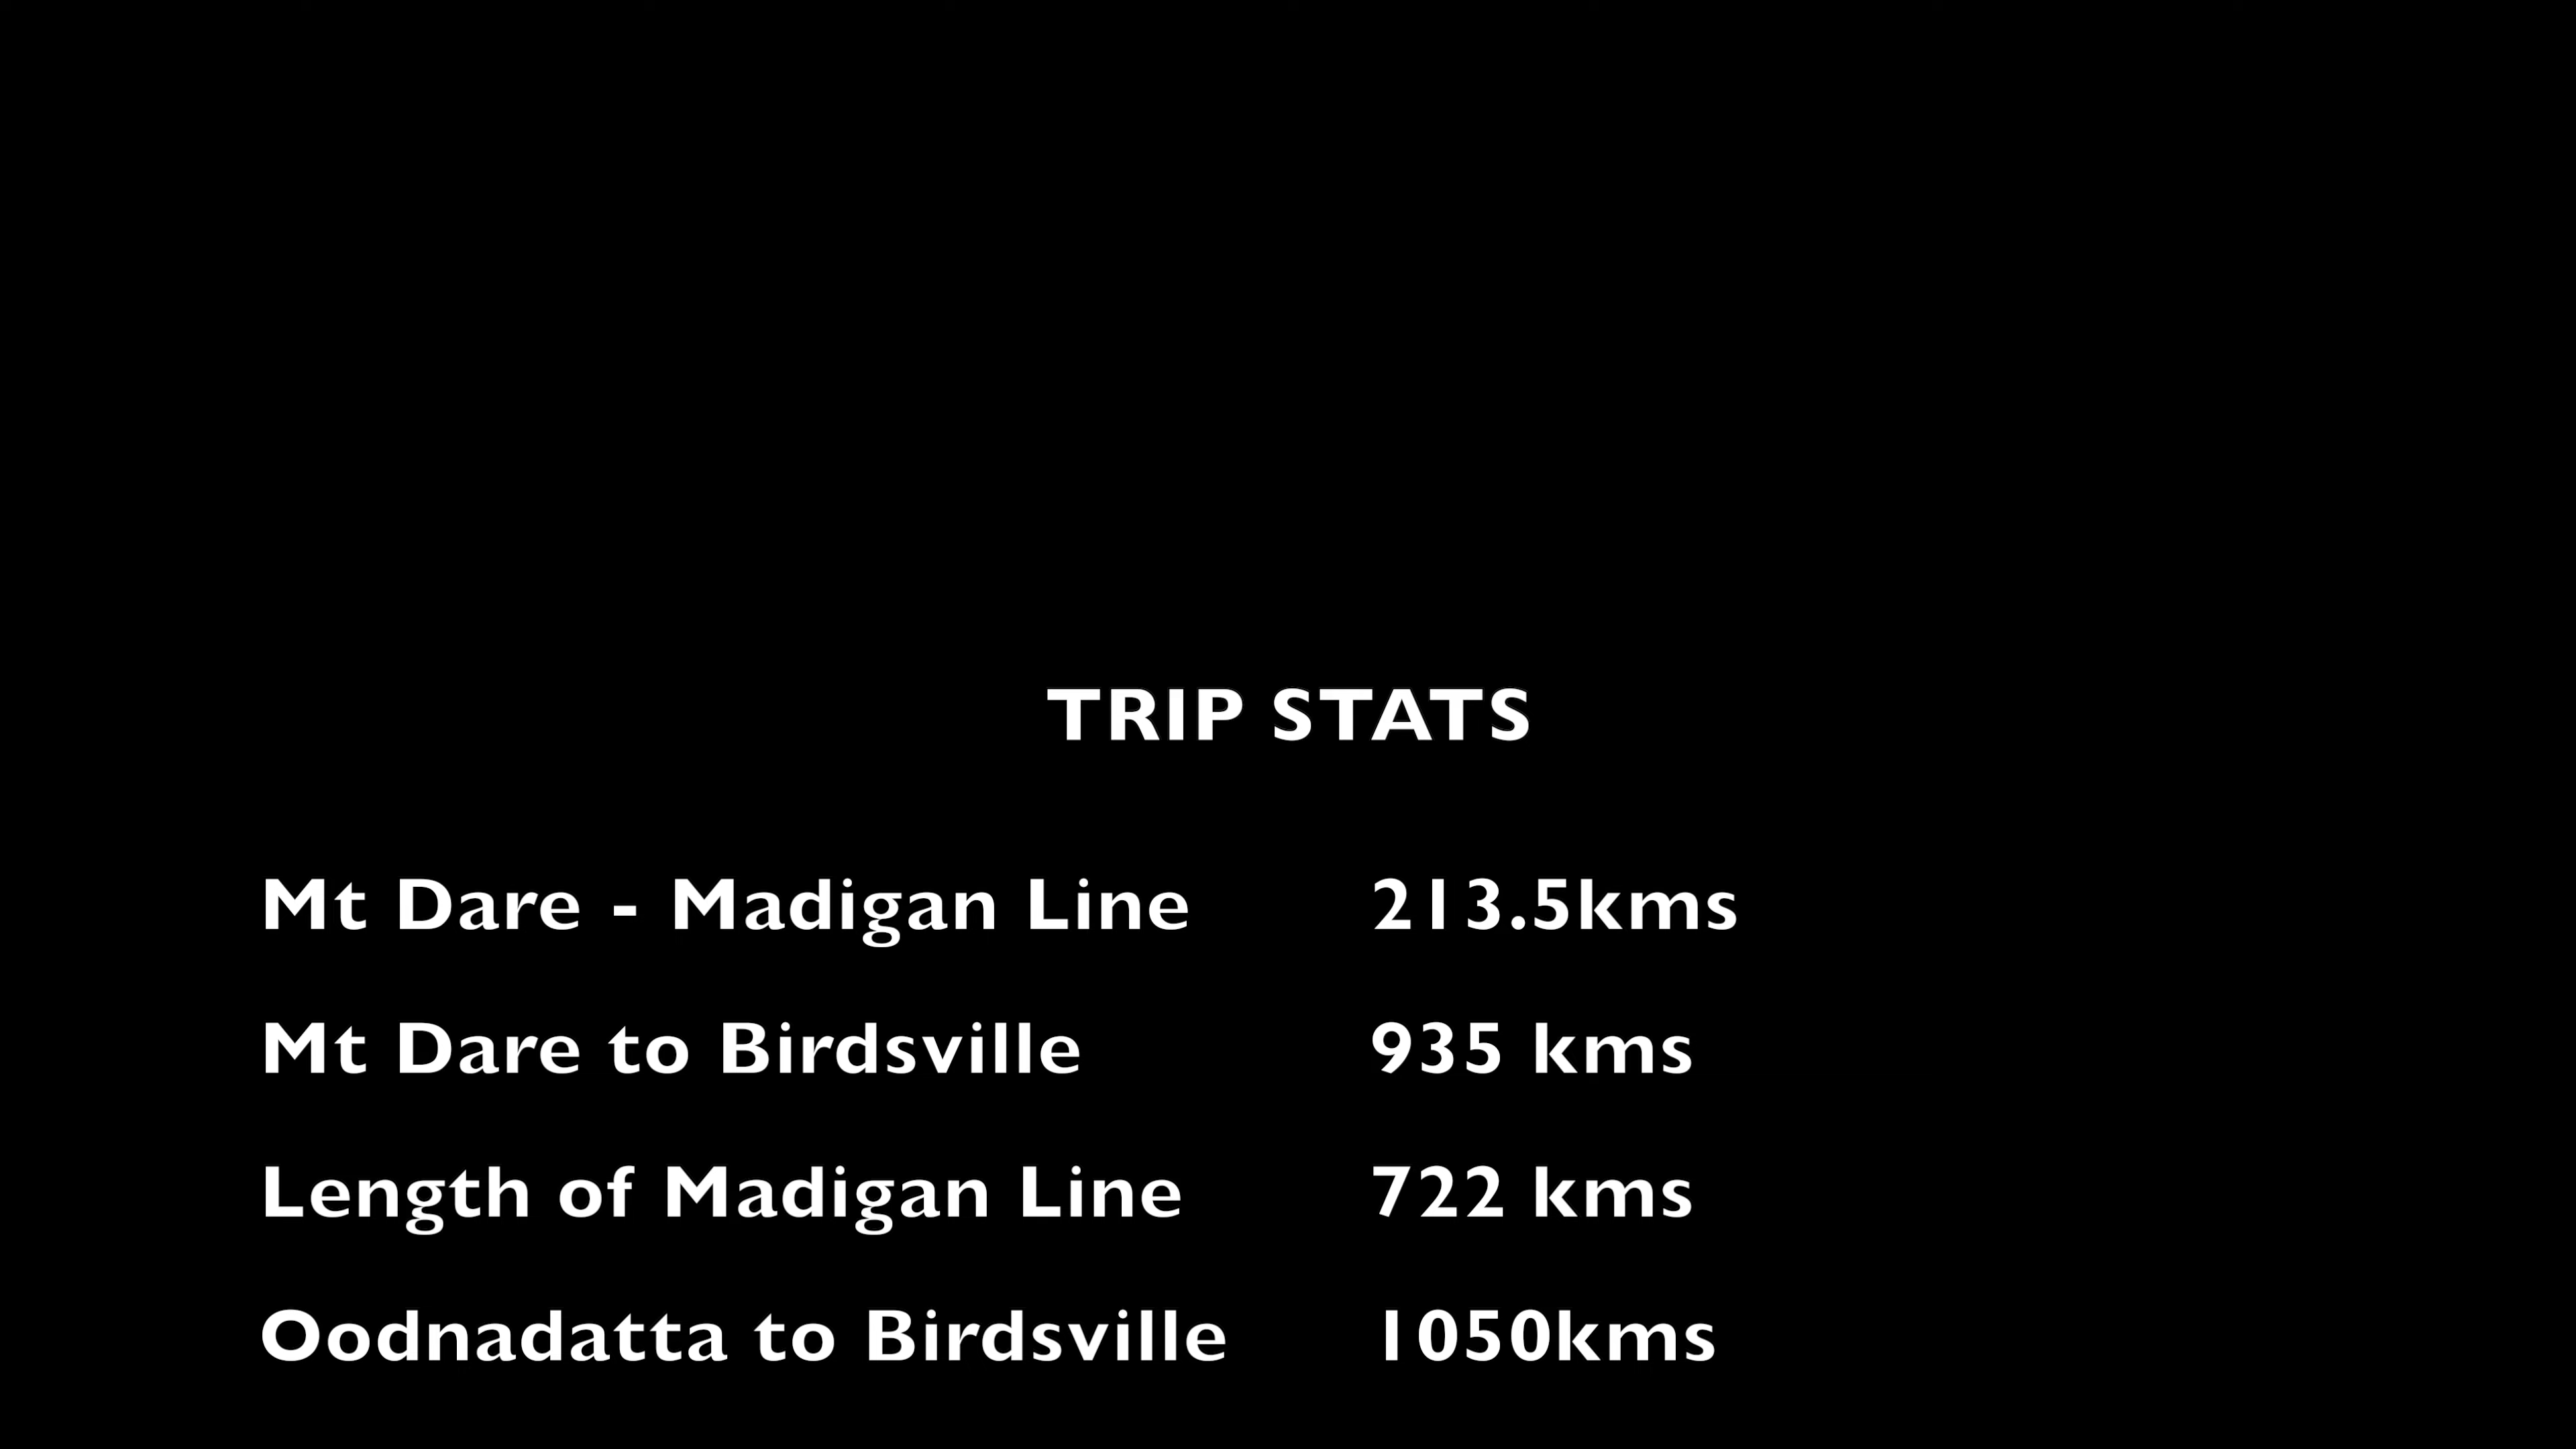 TRIP STATS
Mt Dare - Madigan Line 213.5kms
Mt Dare to Birdsville 935 kms
Length of Madigan Line 722 kms
Oodnadatta to Birdsville 1050kms